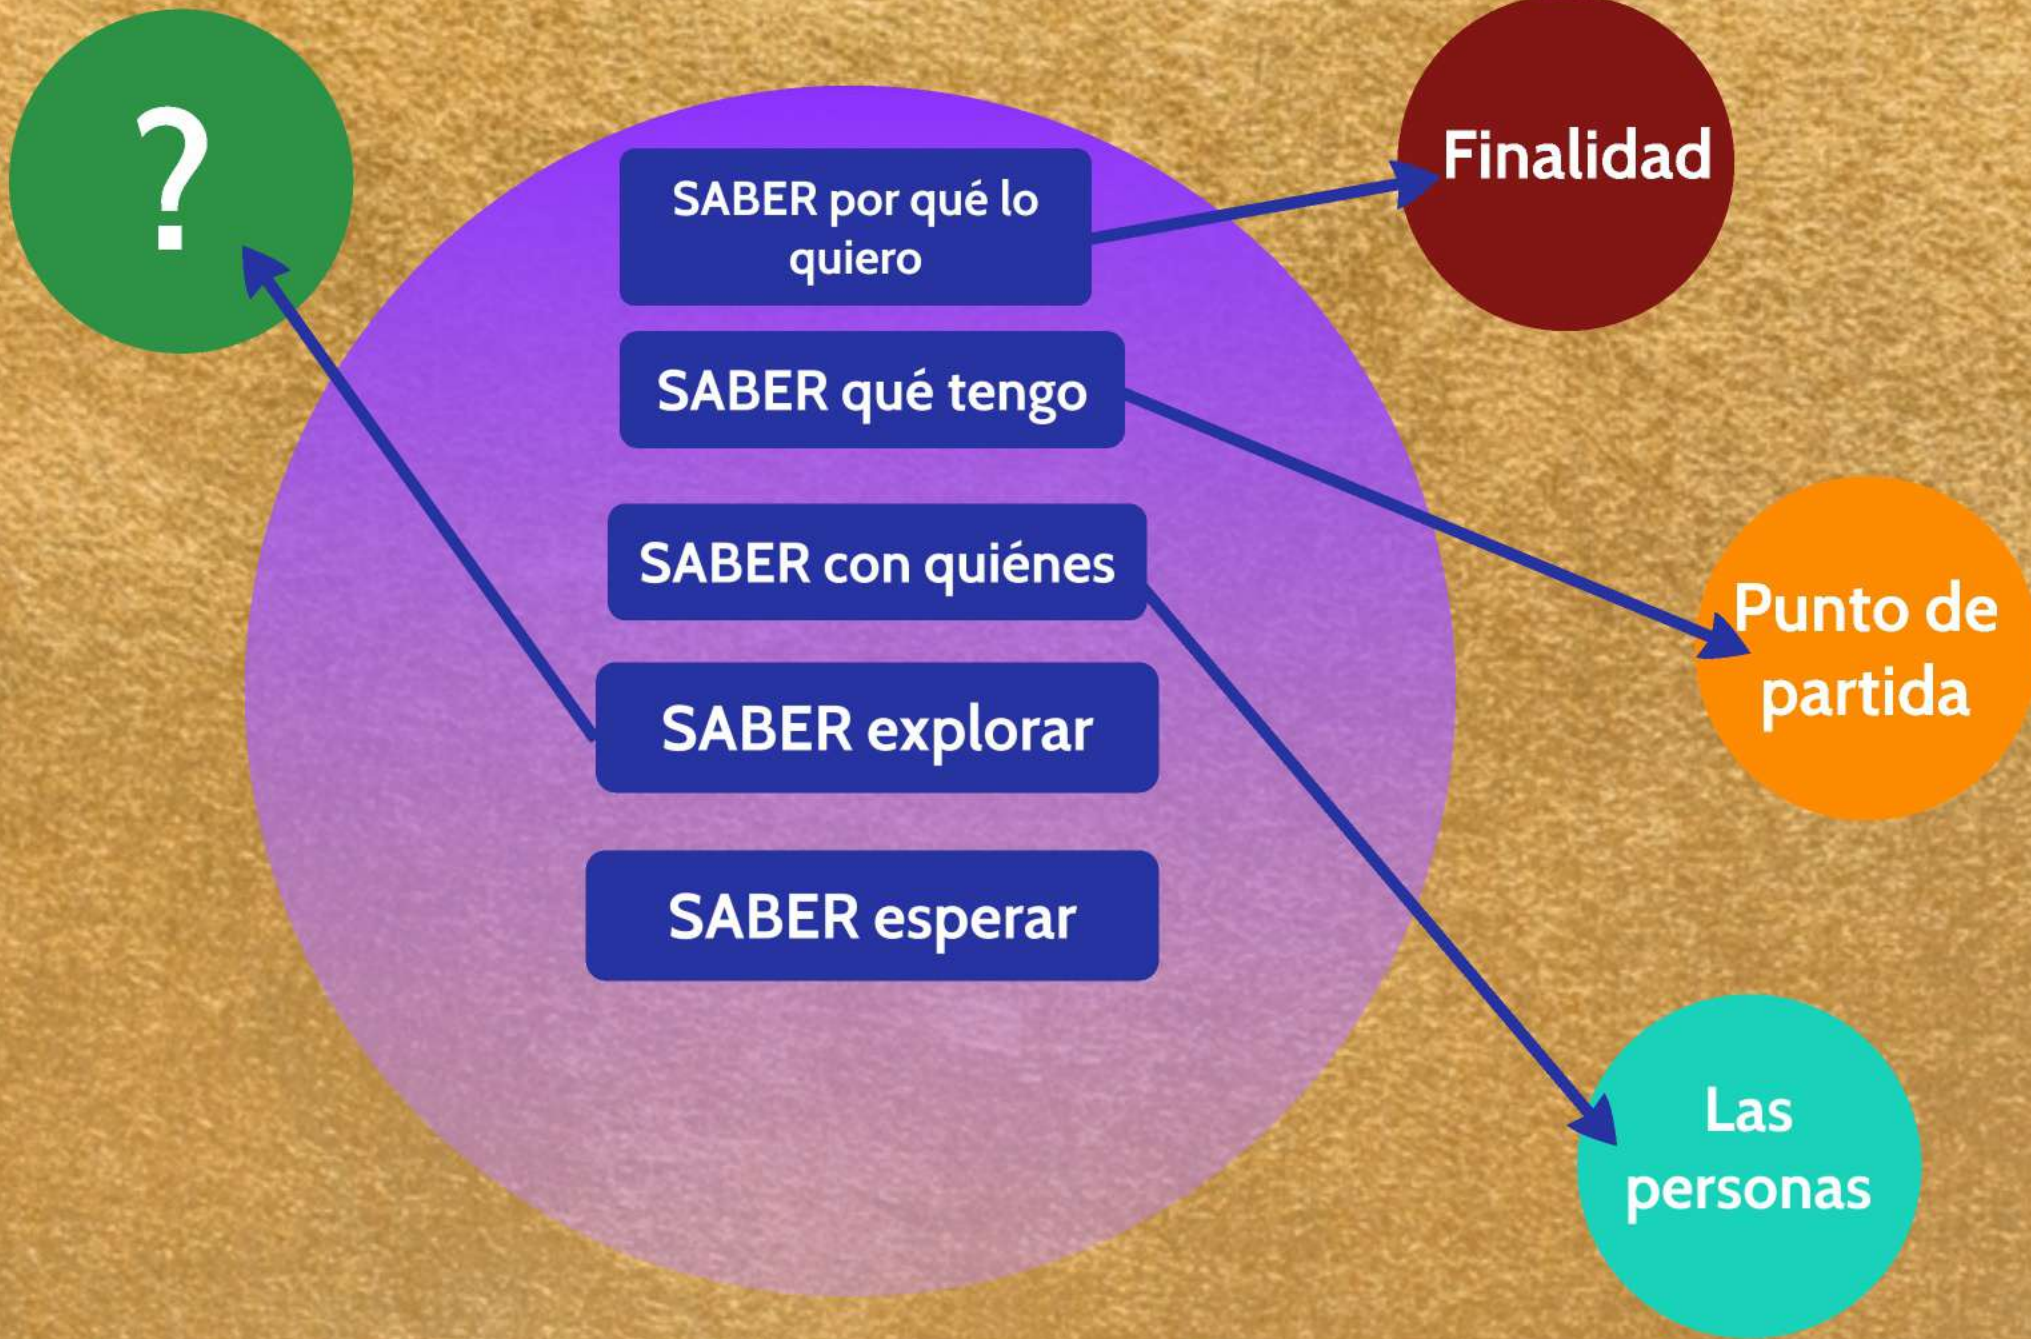 ?
SABER por qué lo
quiero
SABER qué tengo
SABER con quiénes
SABER explorar
SABER esperar
Finalidad
Punto de
partida
Las
personas